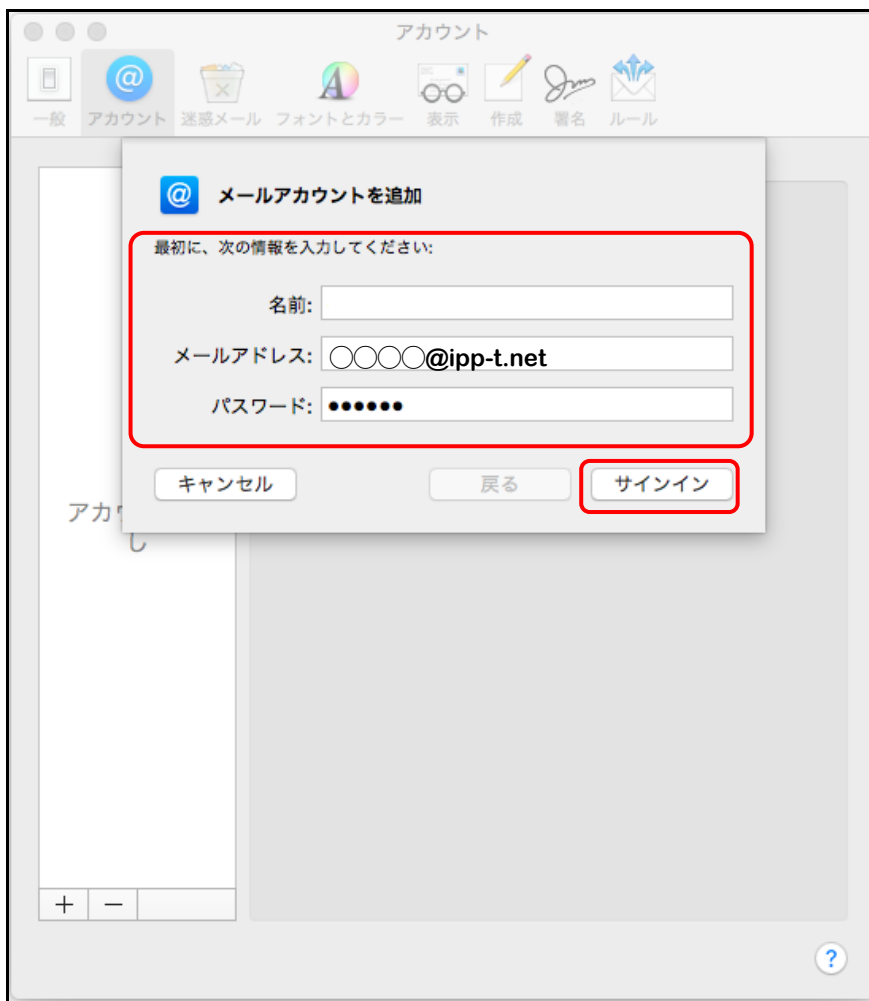 アカウント
一般 アカウント 迷惑メール フォントとカラー 表示 作成 署名 ルール
メールアカウントを追加
最初に、次の情報を入力してください:
名前:
メールアドレス: ○○○○@ipp-t.net
パスワード: ●●●●●●
キャンセル 戻る サインイン
アカウ
し
+ −
?